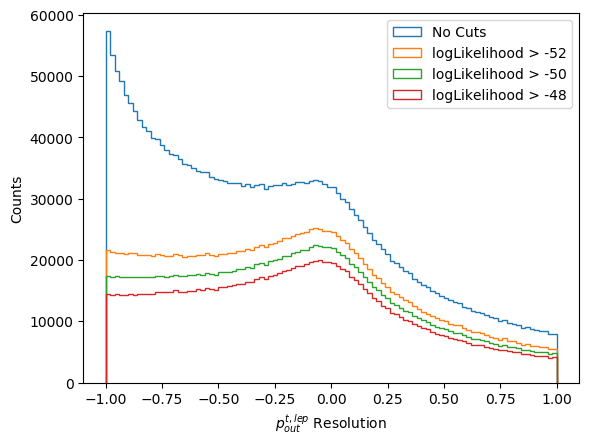 60000
50000
40000
30000
20000
10000
0
Counts
No Cuts
logLikelihood > -52
logLikelihood > -50
logLikelihood > -48
−1.00 −0.75 −0.50 −0.25 0.00 0.25 0.50 0.75 1.00
$p_{out}^{t,lep}$ Resolution